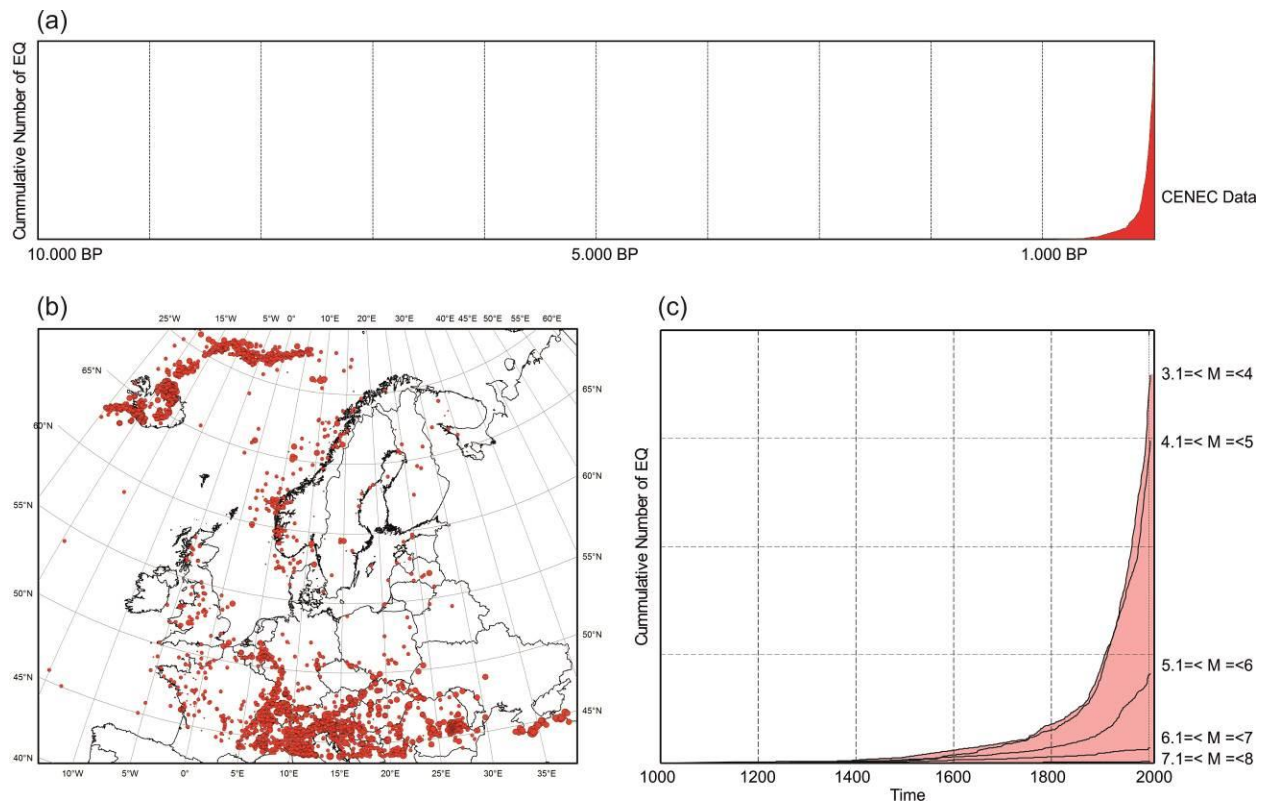 (a)
Cummulative Number of EQ
CENEC Data
10.000 BP 5.000 BP 1.000 BP
(b)
25°W 15°W 5°W 0° 10°E 20°E 30°E 40°E 45°E 50°E 55°E 60°E
65°N
60°N
55°N
50°N
45°N
40°N
65°N
60°N
55°N
50°N
45°N
10°W 5°W 0° 5°E 10°E 15°E 20°E 25°E 30°E 35°E
(c)
Cummulative Number of EQ
3.1=< M =<4
4.1=< M =<5
5.1=< M =<6
6.1=< M =<7
7.1=< M =<8
1000 1200 1400 1600 1800 2000
Time